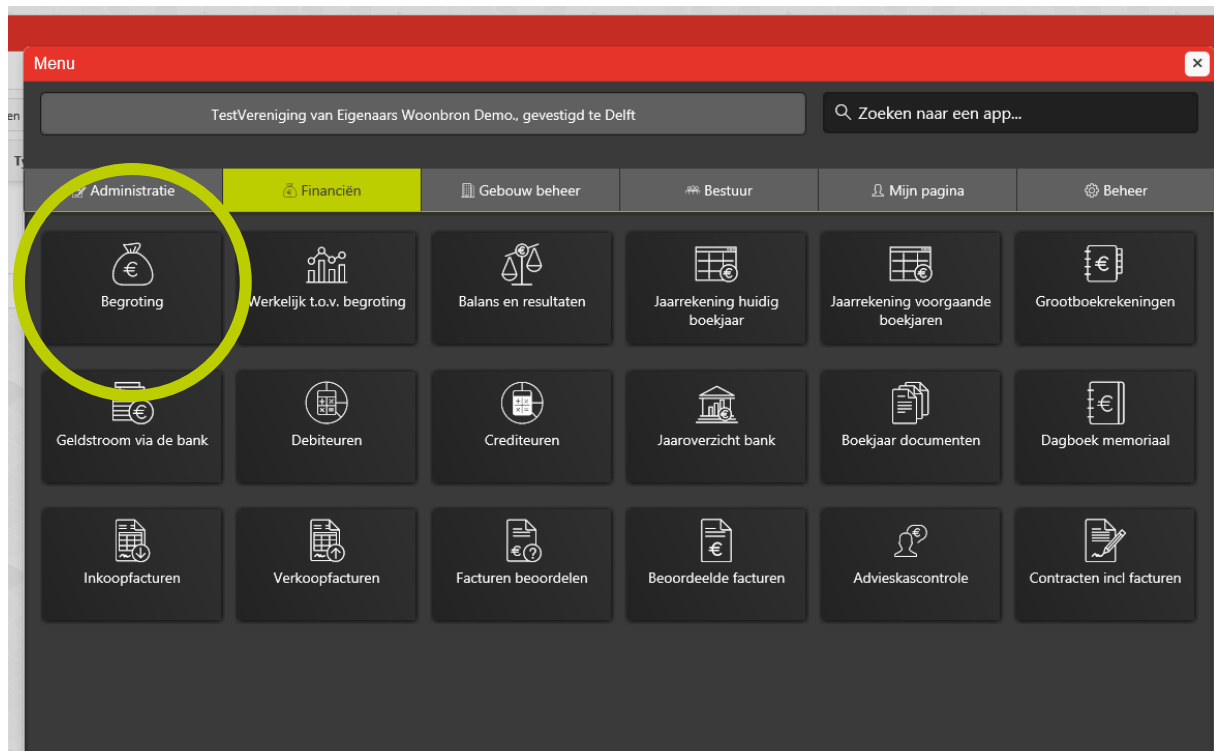 Menu
TestVereniging van Eigenaars Woonbron Demo., gevestigd te Delft
Zoeken naar een app...
en
Ty
Administratie
Financiën
Gebouw beheer
Bestuur
Mijn pagina
Beheer
Begroting
Werkelijk t.o.v. begroting
Balans en resultaten
Jaarrekening huidig
boekjaar
Jaarrekening voorgaande
boekjaren
Grootboekrekeningen
Geldstroom via de bank
Debiteuren
Crediteuren
Jaaroverzicht bank
Boekjaar documenten
Dagboek memoriaal
Inkoopfacturen
Verkoopfacturen
Facturen beoordelen
Beoordeelde facturen
Advieskascontrole
Contracten incl facturen